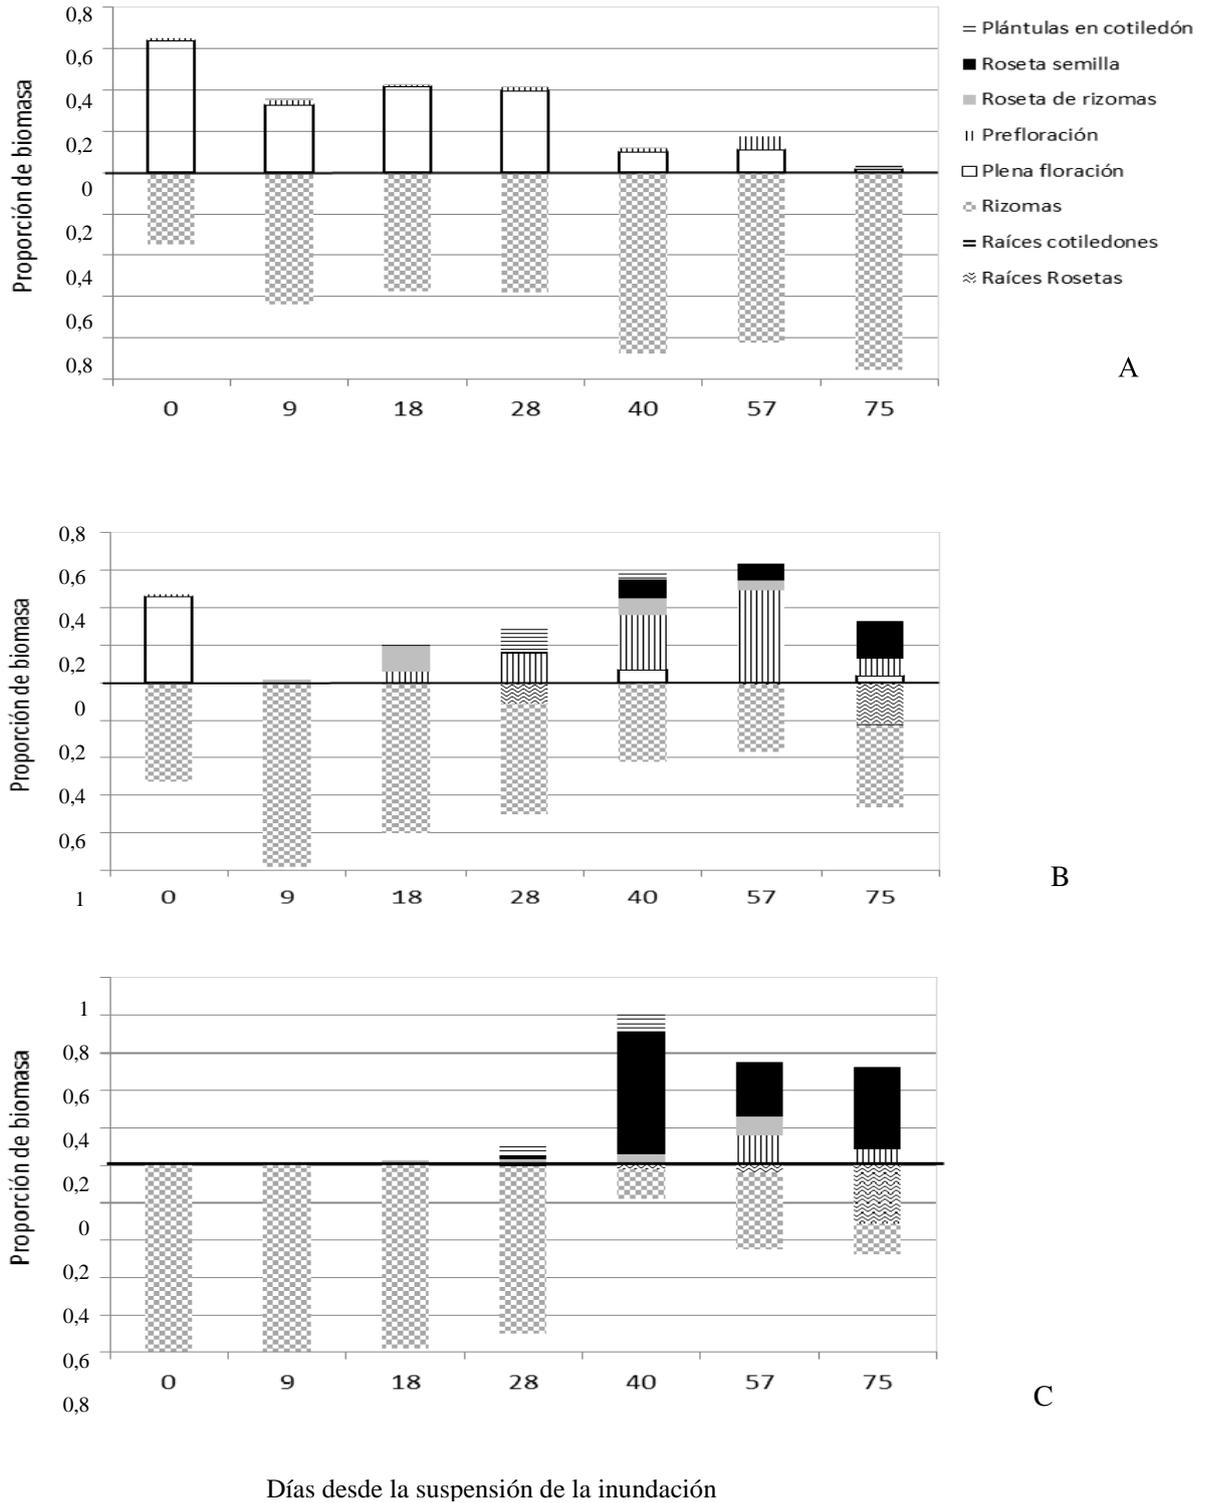 0,8
0,6
0,4
0,2
0
0,2
0,4
0,6
0,8
Proporción de biomasa
0 9 18 28 40 57 75
Plántulas en cotiledón
Roseta semilla
Roseta de rizomas
Prefloración
Plena floración
Rizomas
Raíces cotiledones
Raíces Rosetas
A
0,8
0,6
0,4
0,2
0
0,2
0,4
0,6
1
Proporción de biomasa
0 9 18 28 40 57 75
B
1
0,8
0,6
0,4
0,2
0
0,2
0,4
0,6
0,8
Proporción de biomasa
0 9 18 28 40 57 75
C
Días desde la suspensión de la inundación